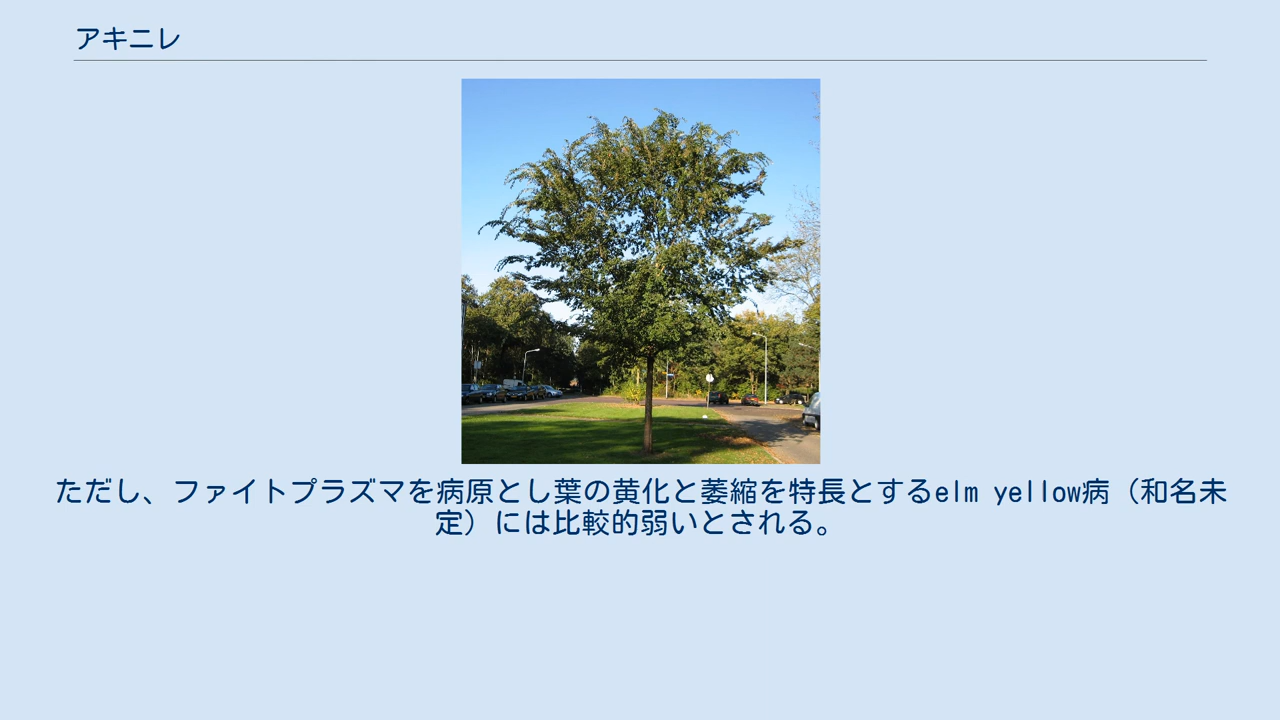 アキニレ
ただし、ファイトプラズマを病原とし葉の黄化と萎縮を特長とするelm yellow病（和名未
定）には比較的弱いとされる。